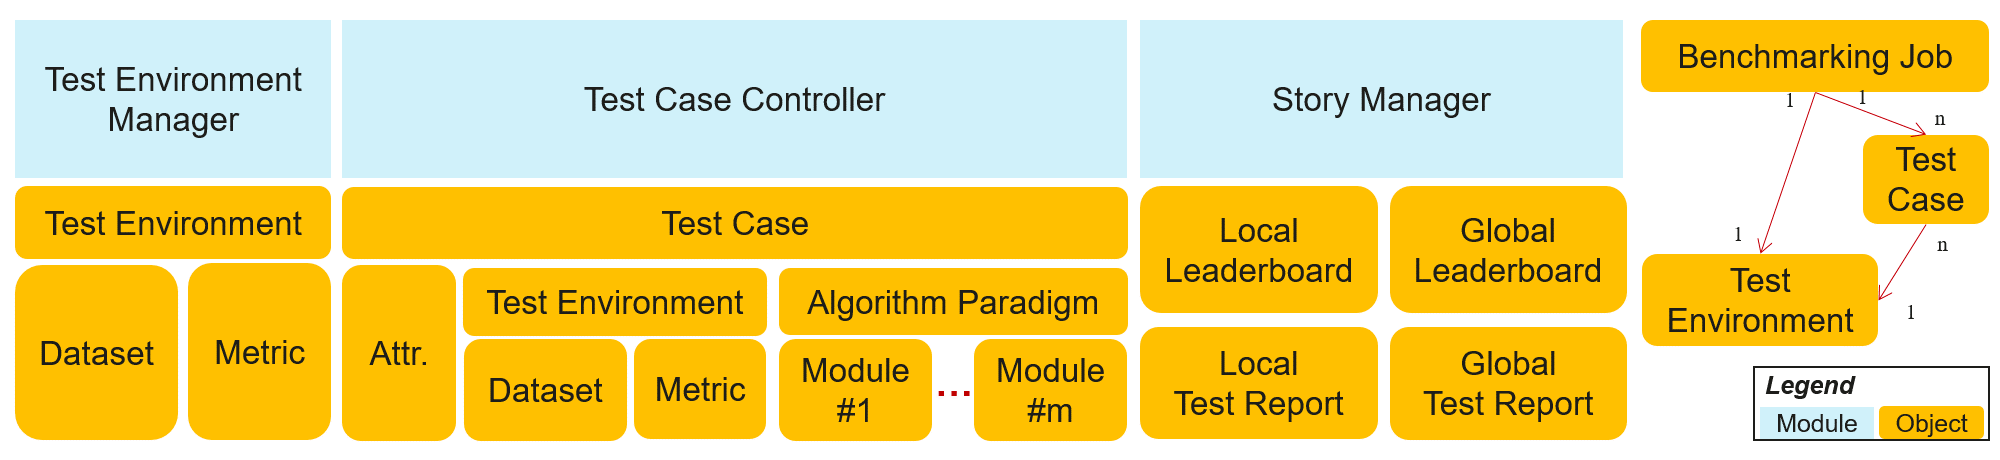 Test Environment
Manager
Test Environment
Dataset
Metric
Test Case Controller
Test Case
Attr.
Test Environment
Dataset
Metric
Algorithm Paradigm
Module
#1
...
Module
#m
Story Manager
Local
Leaderboard
Global
Leaderboard
Local
Test Report
Global
Test Report
Benchmarking Job
1
1
n
Test
Case
1
n
Test
Environment
1
Legend
Module
Object